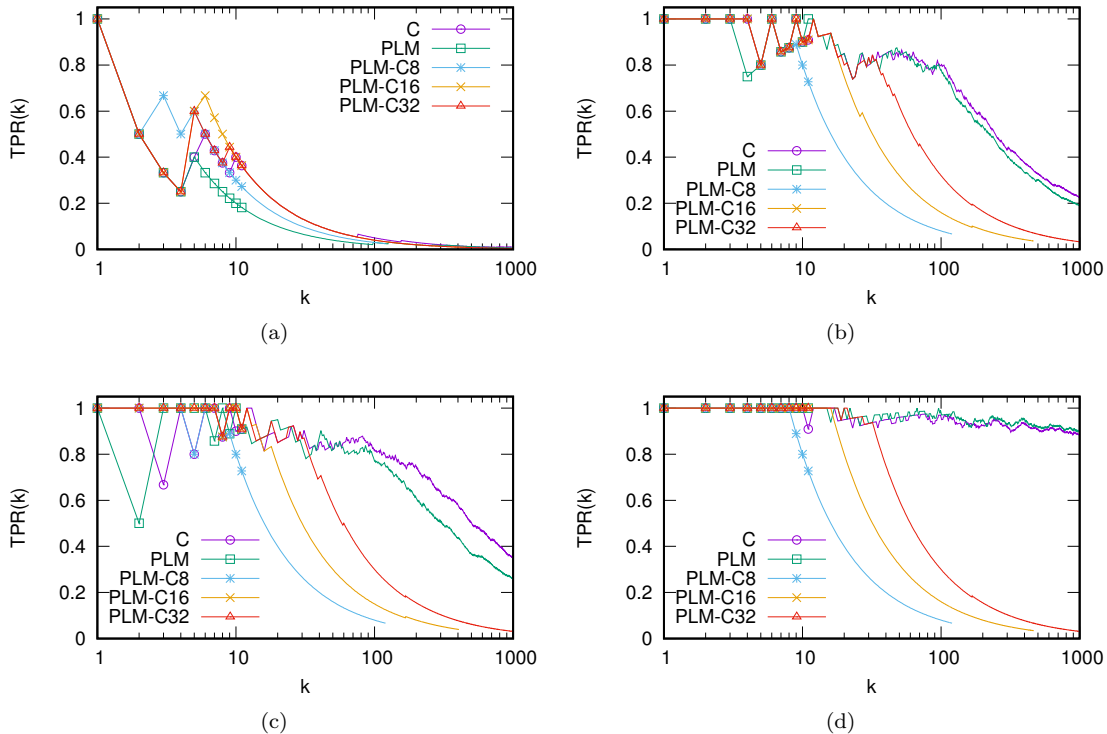 TPR(k)
1
0.8
0.6
0.4
0.2
0
C
PLM
PLM-C8
PLM-C16
PLM-C32
1 10 100 1000
k
(a)
TPR(k)
1
0.8
0.6
0.4
0.2
0
C
PLM
PLM-C8
PLM-C16
PLM-C32
1 10 100 1000
k
(b)
TPR(k)
1
0.8
0.6
0.4
0.2
0
C
PLM
PLM-C8
PLM-C16
PLM-C32
1 10 100 1000
k
(c)
TPR(k)
1
0.8
0.6
0.4
0.2
0
C
PLM
PLM-C8
PLM-C16
PLM-C32
1 10 100 1000
k
(d)